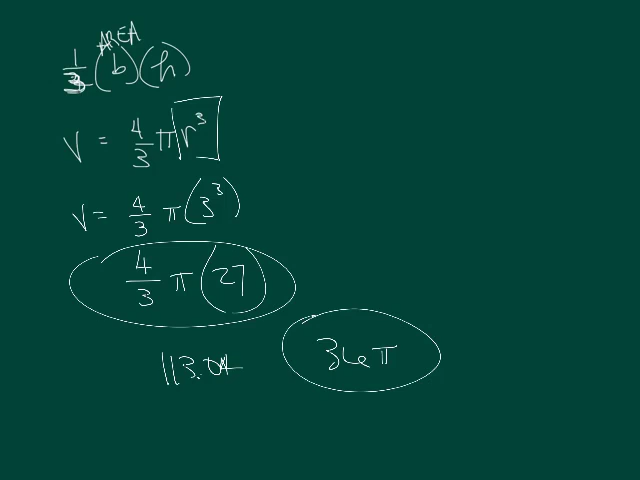 AREA
1/3 (b)(h)
V = 4/3 π r³
V = 4/3 π (3³)
4/3 π (27)
113.04 36π